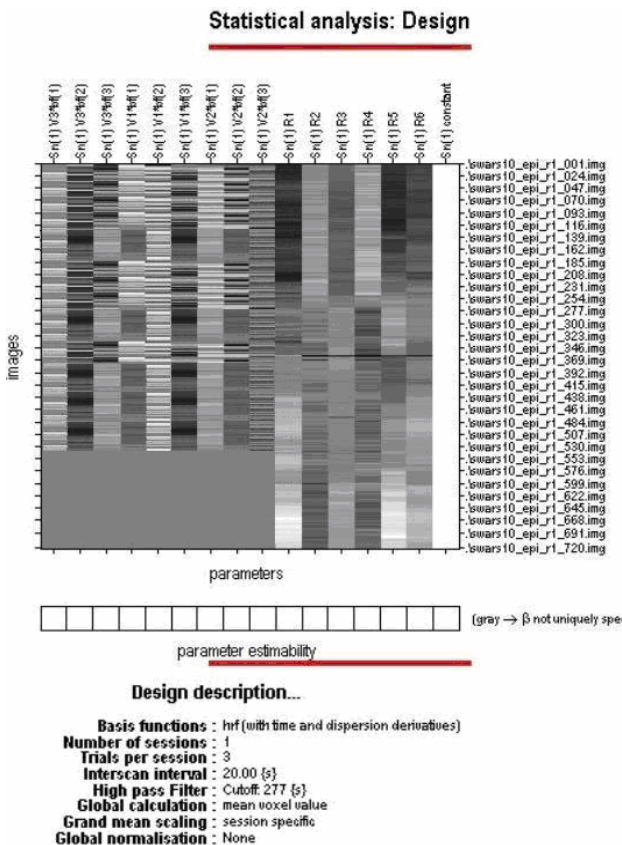 Statistical analysis: Design
Sn(1) V3*bf(1)
Sn(1) V3*bf(2)
Sn(1) V3*bf(3)
Sn(1) V1*bf(1)
Sn(1) V1*bf(2)
Sn(1) V1*bf(3)
Sn(1) V2*bf(1)
Sn(1) V2*bf(2)
Sn(1) V2*bf(3)
Sn(1) R1
Sn(1) R2
Sn(1) R3
Sn(1) R4
Sn(1) R5
Sn(1) R6
Sn(1) constant
images
.\swars10_epi_r1_001.img
.\swars10_epi_r1_024.img
.\swars10_epi_r1_047.img
.\swars10_epi_r1_070.img
.\swars10_epi_r1_093.img
.\swars10_epi_r1_116.img
.\swars10_epi_r1_139.img
.\swars10_epi_r1_162.img
.\swars10_epi_r1_185.img
.\swars10_epi_r1_208.img
.\swars10_epi_r1_231.img
.\swars10_epi_r1_254.img
.\swars10_epi_r1_277.img
.\swars10_epi_r1_300.img
.\swars10_epi_r1_323.img
.\swars10_epi_r1_346.img
.\swars10_epi_r1_369.img
.\swars10_epi_r1_392.img
.\swars10_epi_r1_415.img
.\swars10_epi_r1_438.img
.\swars10_epi_r1_461.img
.\swars10_epi_r1_484.img
.\swars10_epi_r1_507.img
.\swars10_epi_r1_530.img
.\swars10_epi_r1_553.img
.\swars10_epi_r1_576.img
.\swars10_epi_r1_599.img
.\swars10_epi_r1_622.img
.\swars10_epi_r1_645.img
.\swars10_epi_r1_668.img
.\swars10_epi_r1_691.img
.\swars10_epi_r1_720.img
parameters
(gray → β not uniquely spe
parameter estimability
Design description...
Basis functions : hrf (with time and dispersion derivatives)
Number of sessions : 1
Trials per session : 3
Interscan interval : 20.00 {s}
High pass Filter : Cutoff: 277 {s}
Global calculation : mean voxel value
Grand mean scaling : session specific
Global normalisation : None